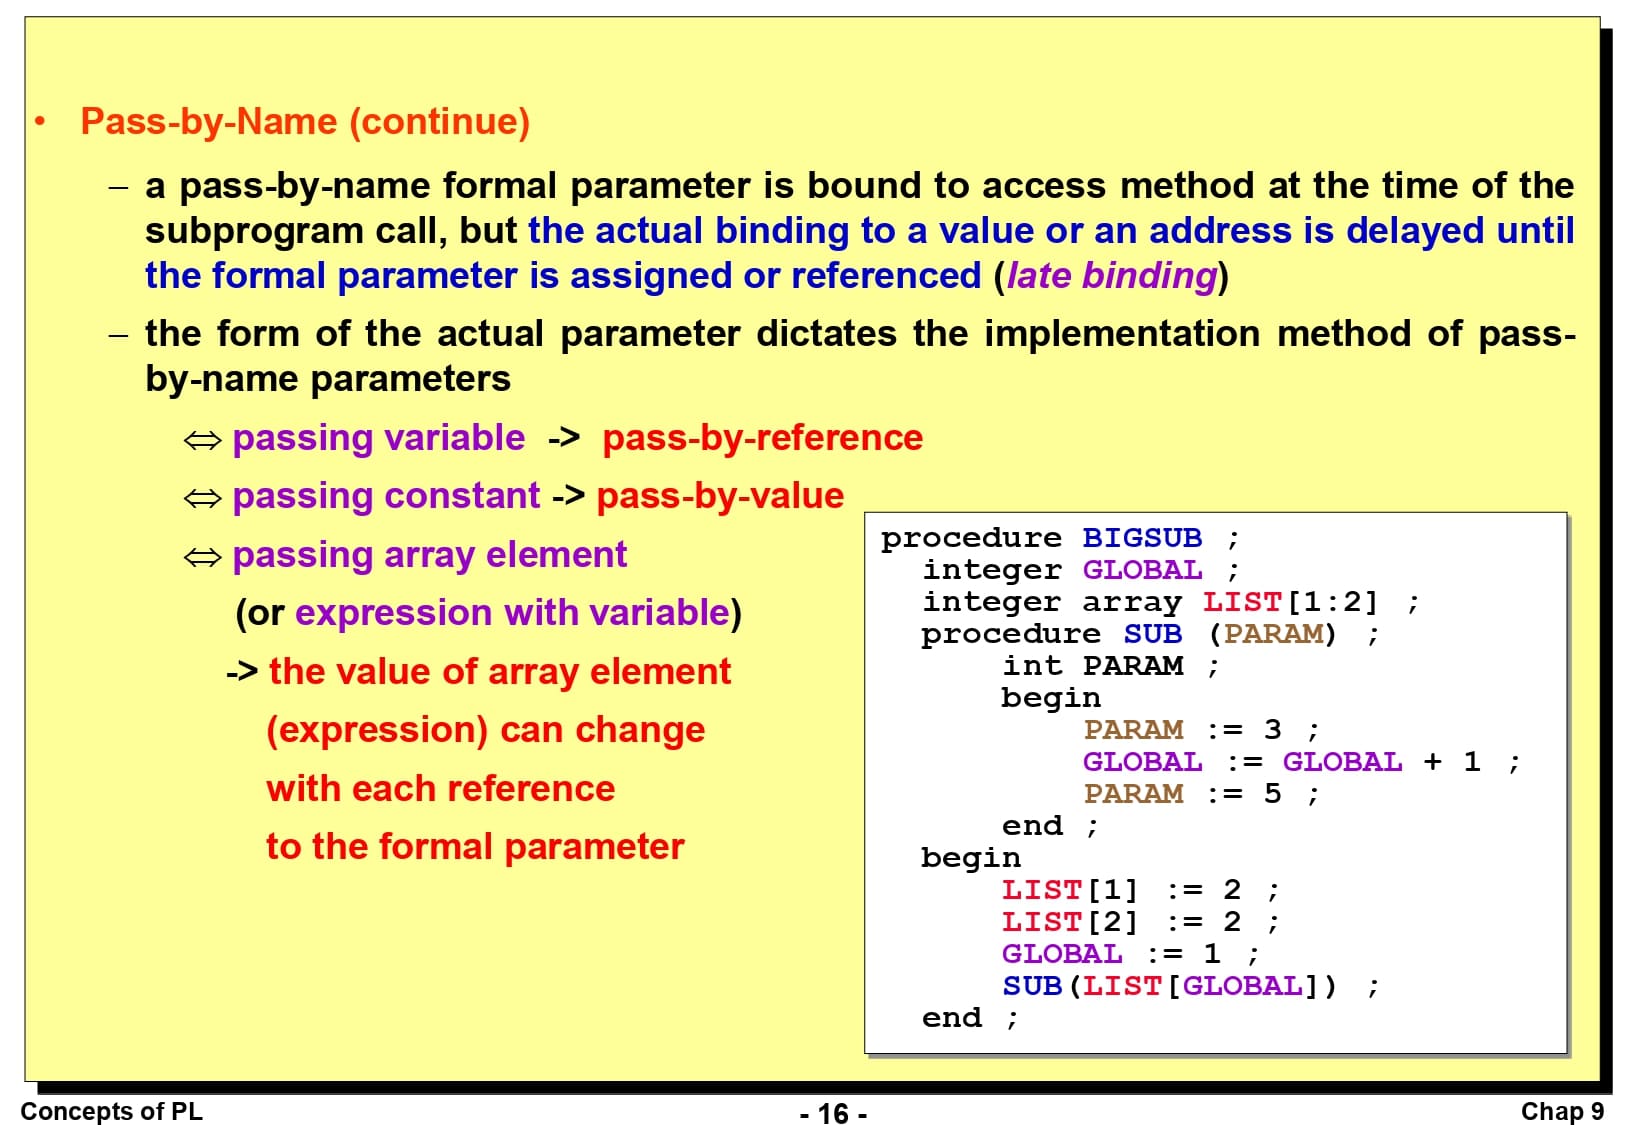 • Pass-by-Name (continue)
– a pass-by-name formal parameter is bound to access method at the time of the
subprogram call, but the actual binding to a value or an address is delayed until
the formal parameter is assigned or referenced (late binding)
– the form of the actual parameter dictates the implementation method of pass-
by-name parameters
⇔ passing variable -> pass-by-reference
⇔ passing constant -> pass-by-value
⇔ passing array element
(or expression with variable)
-> the value of array element
(expression) can change
with each reference
to the formal parameter
procedure BIGSUB ;
integer GLOBAL ;
integer array LIST[1:2] ;
procedure SUB (PARAM) ;
int PARAM ;
begin
PARAM := 3 ;
GLOBAL := GLOBAL + 1 ;
PARAM := 5 ;
end ;
begin
LIST[1] := 2 ;
LIST[2] := 2 ;
GLOBAL := 1 ;
SUB(LIST[GLOBAL]) ;
end ;
Concepts of PL
- 16 -
Chap 9